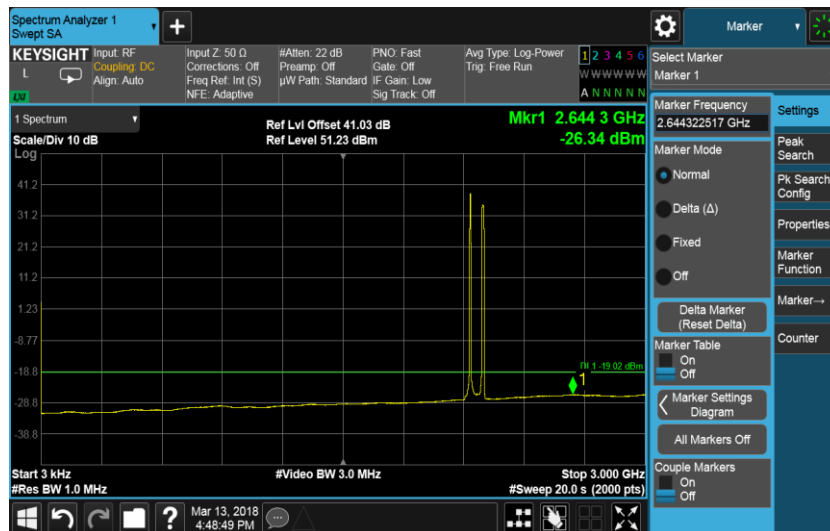 Spectrum Analyzer 1
Swept SA
+
Marker
KEYSIGHT
L
LXI
Input: RF
Coupling: DC
Align: Auto
Input Z: 50 Ω
Corrections: Off
Freq Ref: Int (S)
NFE: Adaptive
#Atten: 22 dB
Preamp: Off
µW Path: Standard
PNO: Fast
Gate: Off
IF Gain: Low
Sig Track: Off
Avg Type: Log-Power
Trig: Free Run
1 2 3 4 5 6
W W W W W W
A N N N N N
Select Marker
Marker 1
1 Spectrum
Scale/Div 10 dB
Log
Ref Lvl Offset 41.03 dB
Ref Level 51.23 dBm
Mkr1 2.644 3 GHz
-26.34 dBm
41.2
31.2
21.2
11.2
1.23
-8.77
-18.8
-28.8
-38.8
DL1 -19.02 dBm
1
Start 3 kHz
#Res BW 1.0 MHz
#Video BW 3.0 MHz
Stop 3.000 GHz
#Sweep 20.0 s (2000 pts)
Marker Frequency
2.644322517 GHz
Marker Mode
Normal
Delta (Δ)
Fixed
Off
Delta Marker
(Reset Delta)
Marker Table
On
Off
Marker Settings
Diagram
All Markers Off
Couple Markers
On
Off
Settings
Peak
Search
Pk Search
Config
Properties
Marker
Function
Marker→
Counter
?
Mar 13, 2018
4:48:49 PM